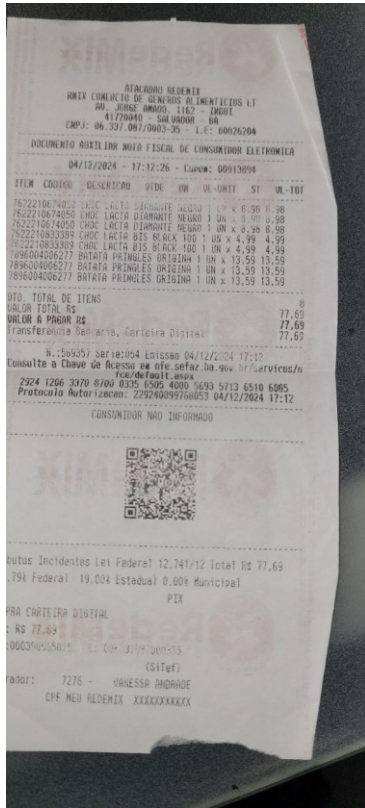 ATACADAO REDEMIX
RMIX COMERCIO DE GENEROS ALIMENTICIOS LT
AV. JORGE AMADO, 1162 - IMBUI
41720040 - SALVADOR - BA
CNPJ: 06.337.087/0003-35 - I.E: 60826204
DOCUMENTO AUXILIAR NOTA FISCAL DE CONSUMIDOR ELETRONICA
04/12/2024 - 17:12:26 - Cupom: 00913894
ITEM CODIGO DESCRICAO QTDE UN VL-UNIT ST VL-TOT
7622210674050 CHOC LACTA DIAMANTE NEGRO 1 UN x 8.98 8.98
7622210674050 CHOC LACTA DIAMANTE NEGRO 1 UN x 8.98 8.98
7622210674050 CHOC LACTA DIAMANTE NEGRO 1 UN x 8.98 8.98
7622210833389 CHOC LACTA BIS BLACK 100 1 UN x 4.99 4.99
7622210833389 CHOC LACTA BIS BLACK 100 1 UN x 4.99 4.99
7896004006277 BATATA PRINGLES ORIGINA 1 UN x 13.59 13.59
7896004006277 BATATA PRINGLES ORIGINA 1 UN x 13.59 13.59
7896004006277 BATATA PRINGLES ORIGINA 1 UN x 13.59 13.59
QTD. TOTAL DE ITENS 8
VALOR TOTAL R$ 77,69
VALOR A PAGAR R$ 77,69
Transferencia Bancaria, Carteira Digital 77,69
N.:569357 Serie:054 Emissao 04/12/2024 17:12
Consulte a Chave de Acesso em nfe.sefaz.ba.gov.br/servicos/n
fce/default.aspx
2924 1206 3370 8700 0335 6505 4000 5693 5713 6510 6085
Protocolo Autorizacao: 229240099760053 04/12/2024 17:12
CONSUMIDOR NAO INFORMADO
butos Incidentes Lei Federal 12.741/12 Total R$ 77,69
.79% Federal 19.00% Estadual 0.00% Municipal
PIX
PRA CARTEIRA DIGITAL
: R$ 77,69
(SiTef)
rador: 7276 - VANESSA ANDRADE
CPF MEU REDEMIX XXXXXXXXXXX